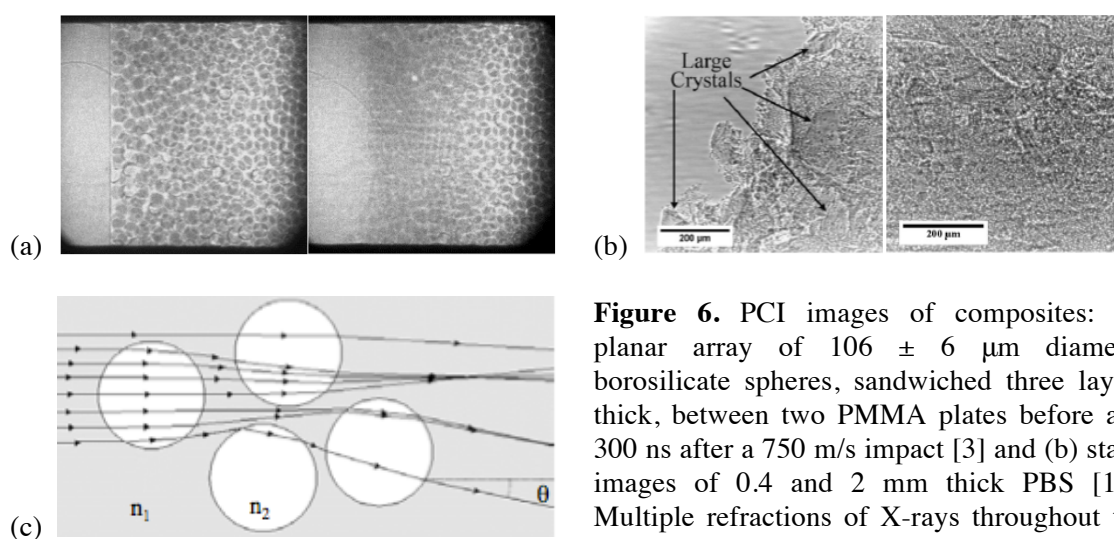 (a)
Large
Crystals
200 μm
200 μm
(b)
n₁
n₂
θ
(c)
Figure 6. PCI images of composites:
planar array of 106 ± 6 μm diame
borosilicate spheres, sandwiched three lay
thick, between two PMMA plates before a
300 ns after a 750 m/s impact [3] and (b) sta
images of 0.4 and 2 mm thick PBS [1
Multiple refractions of X-rays throughout